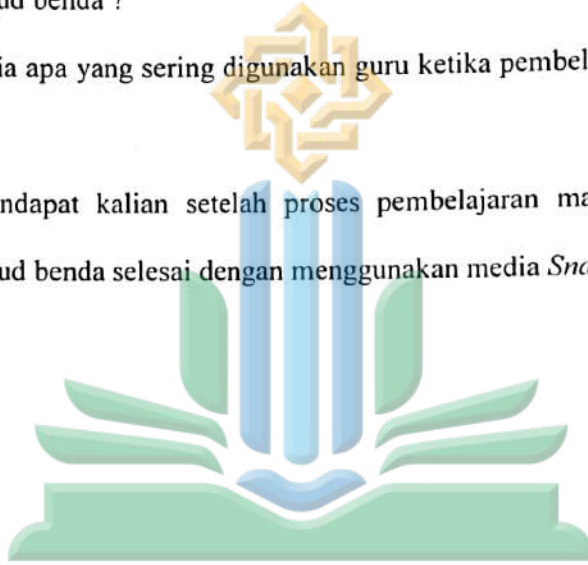 ud benda ?
ia apa yang sering digunakan guru ketika pembel
ndapat kalian setelah proses pembelajaran ma
ud benda selesai dengan menggunakan media Sna